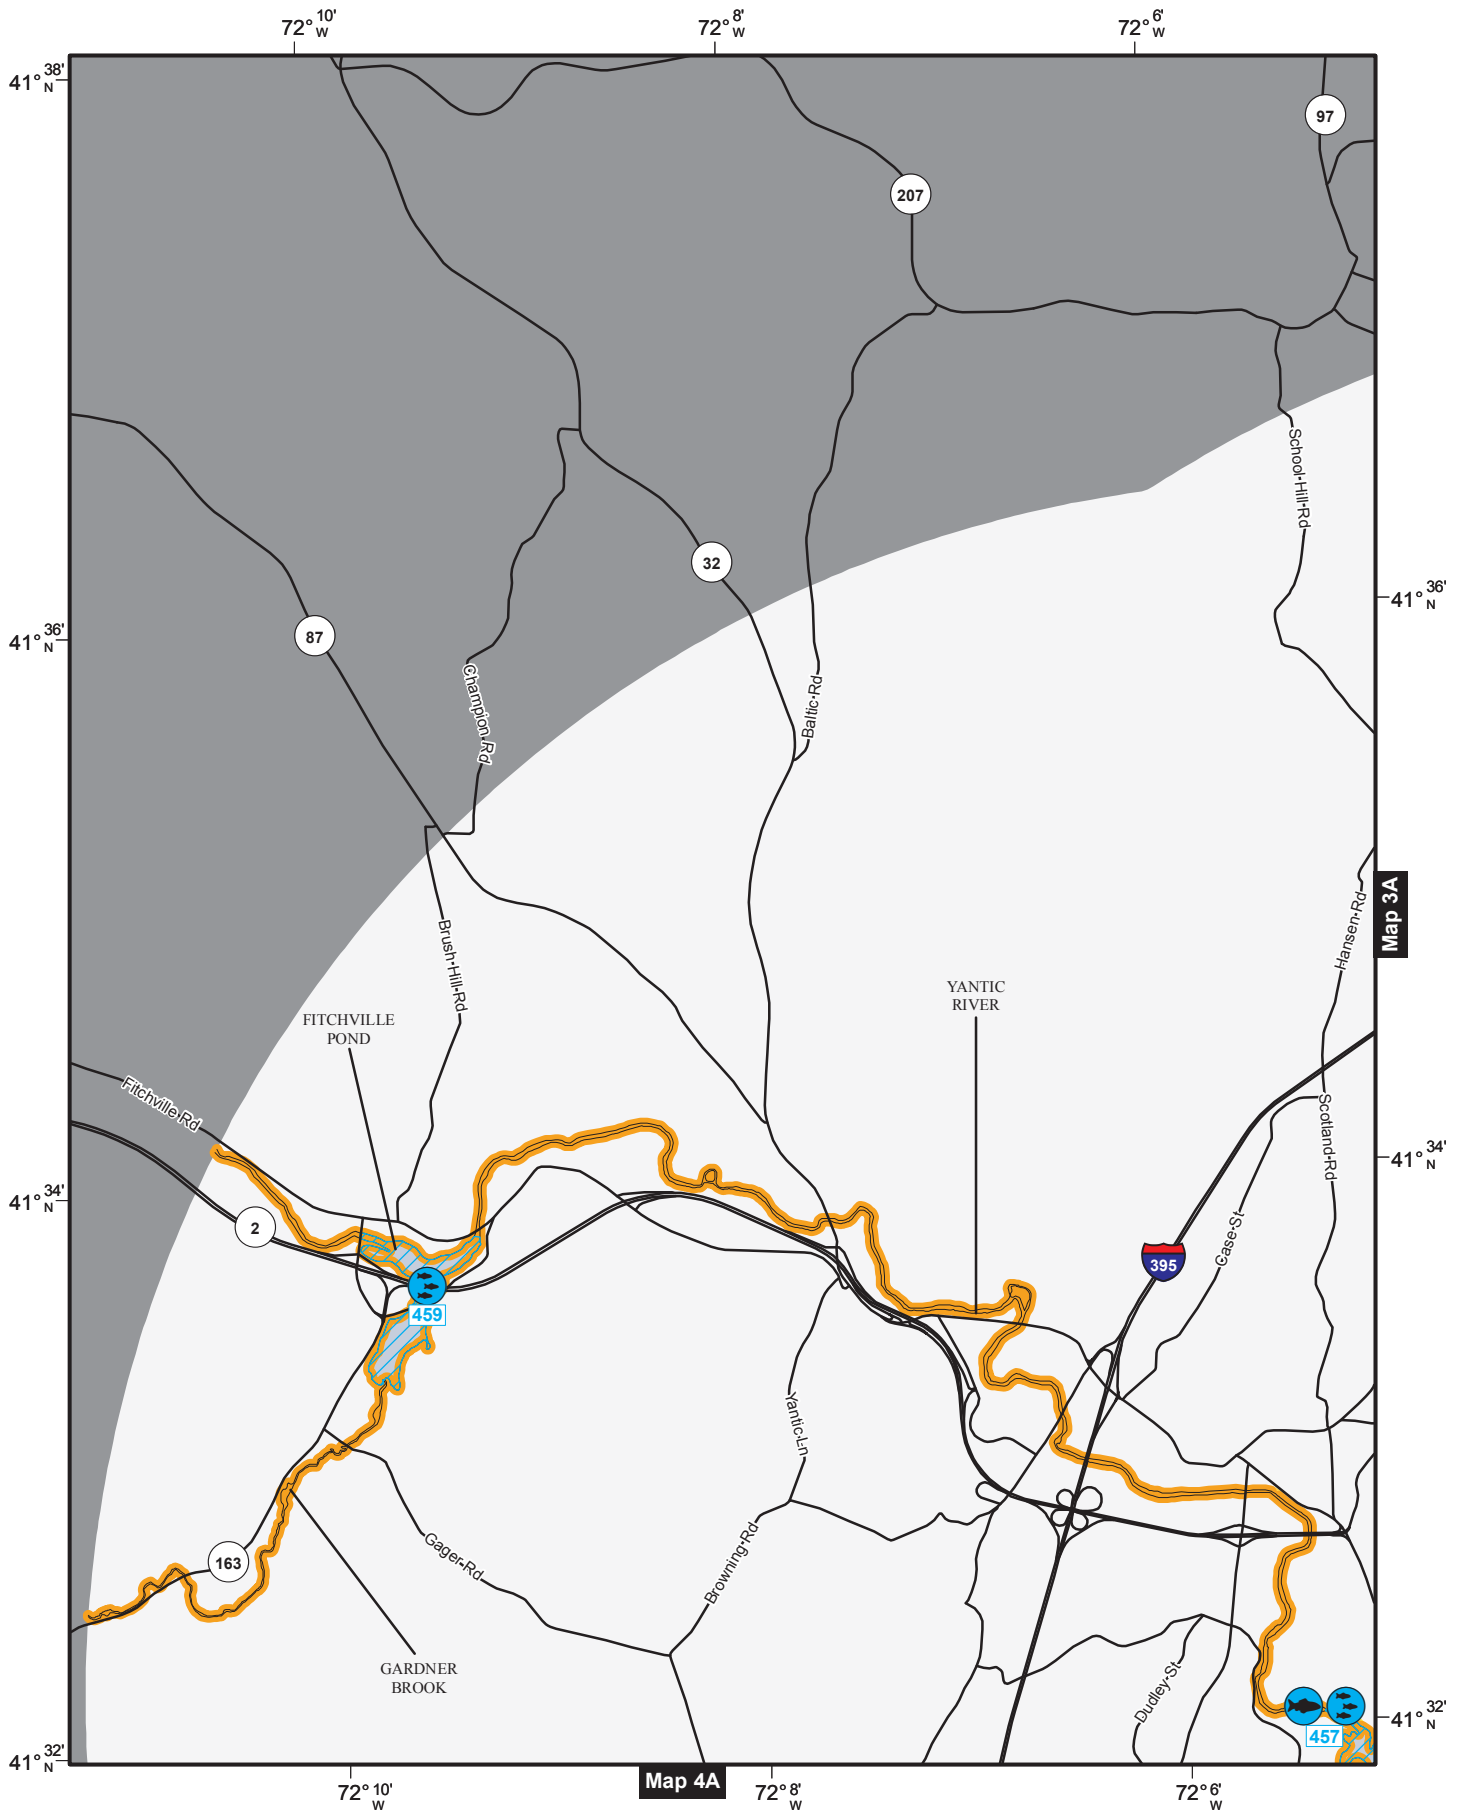 72° 10' W
72° 8' W
72° 6' W
41° 38' N
97
207
School Hill Rd
32
41° 36' N
87
41° 36' N
Champion Rd
Baltic Rd
Map 3A
Hansen Rd
Brush Hill Rd
YANTIC
RIVER
FITCHVILLE
POND
Fitchville Rd
Scotland Rd
41° 34' N
41° 34' N
2
Case St
395
459
Yantic Ln
163
Gager Rd
Browning Rd
GARDNER
BROOK
Dudley St
457
41° 32' N
41° 32' N
Map 4A
72° 10' W
72° 8' W
72° 6' W